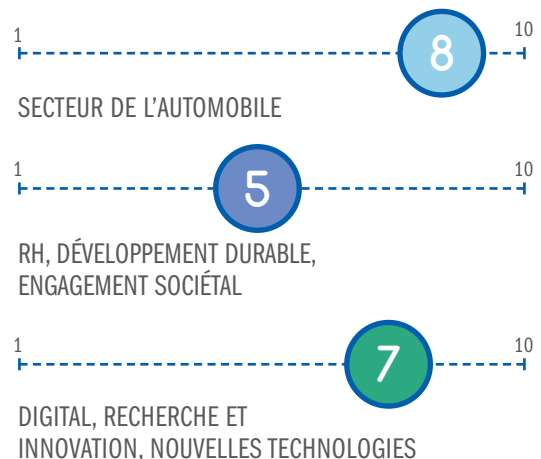 1 8 10
SECTEUR DE L’AUTOMOBILE
1 5 10
RH, DÉVELOPPEMENT DURABLE,
ENGAGEMENT SOCIÉTAL
1 7 10
DIGITAL, RECHERCHE ET
INNOVATION, NOUVELLES TECHNOLOGIES